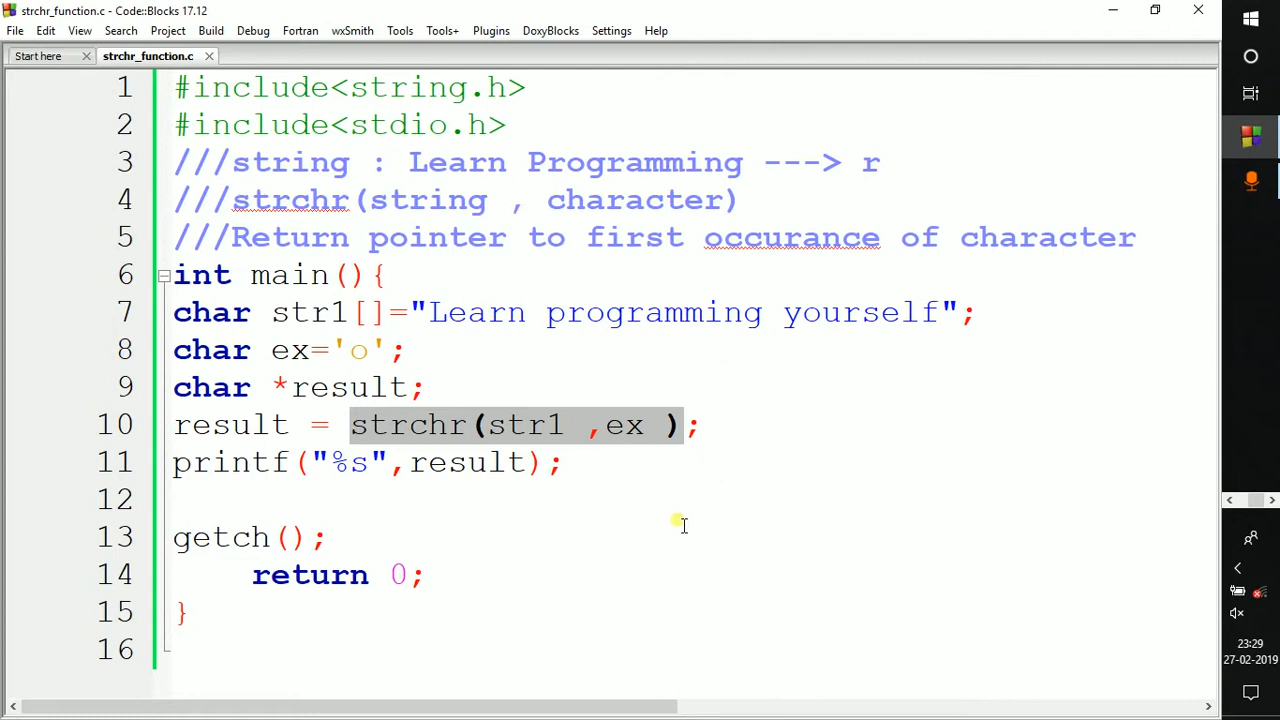 strchr_function.c - Code::Blocks 17.12
File Edit View Search Project Build Debug Fortran wxSmith Tools Tools+ Plugins DoxyBlocks Settings Help
Start here strchr_function.c
1 #include<string.h>
2 #include<stdio.h>
3 ///string : Learn Programming ---> r
4 ///strchr(string , character)
5 ///Return pointer to first occurance of character
6 int main(){
7 char str1[]="Learn programming yourself";
8 char ex='o';
9 char *result;
10 result = strchr(str1 ,ex );
11 printf("%s",result);
12
13 getch();
14 return 0;
15 }
16
23:29
27-02-2019